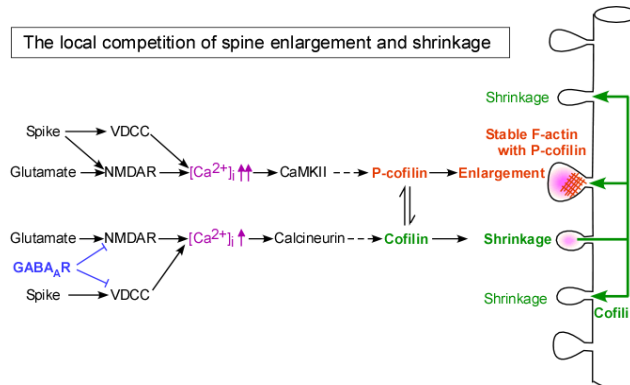 The local competition of spine enlargement and shrinkage
Shrinkage
Spike VDCC
Stable F-actin
with P-cofilin
Glutamate NMDAR [Ca2+]i CaMKII P-cofilin Enlargement
Glutamate NMDAR [Ca2+]i Calcineurin Cofilin Shrinkage
GABAAR
Spike VDCC
Shrinkage
Cofili